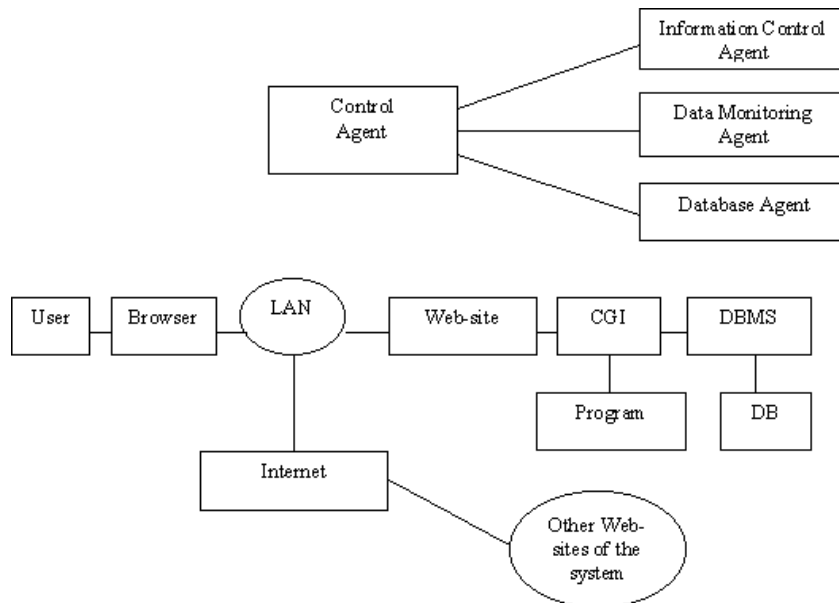 Information Control
Agent
Control
Agent
Data Monitoring
Agent
Database Agent
User
Browser
LAN
Web-site
CGI
DBMS
Program
DB
Internet
Other Web-
sites of the
system